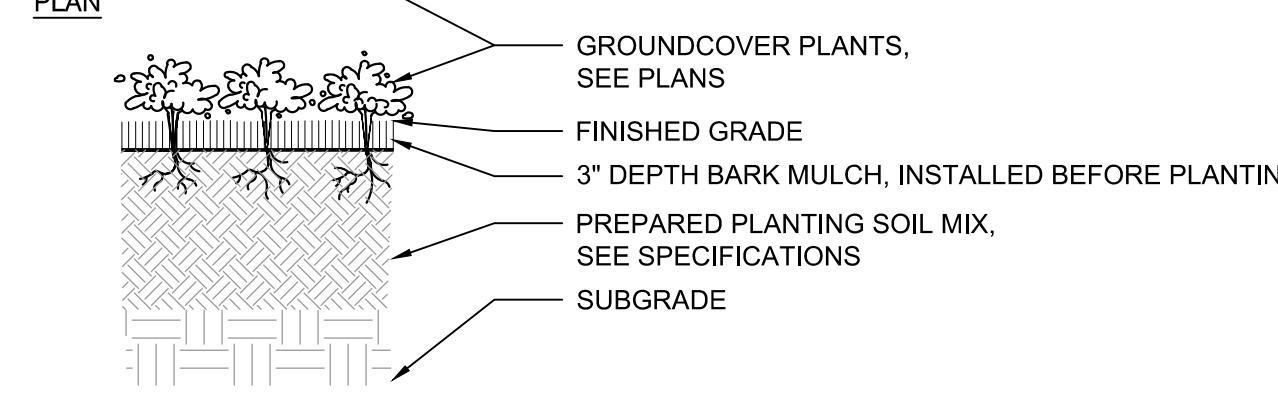 PLAN
GROUNDCOVER PLANTS,
SEE PLANS
FINISHED GRADE
3" DEPTH BARK MULCH, INSTALLED BEFORE PLANTIN
PREPARED PLANTING SOIL MIX,
SEE SPECIFICATIONS
SUBGRADE